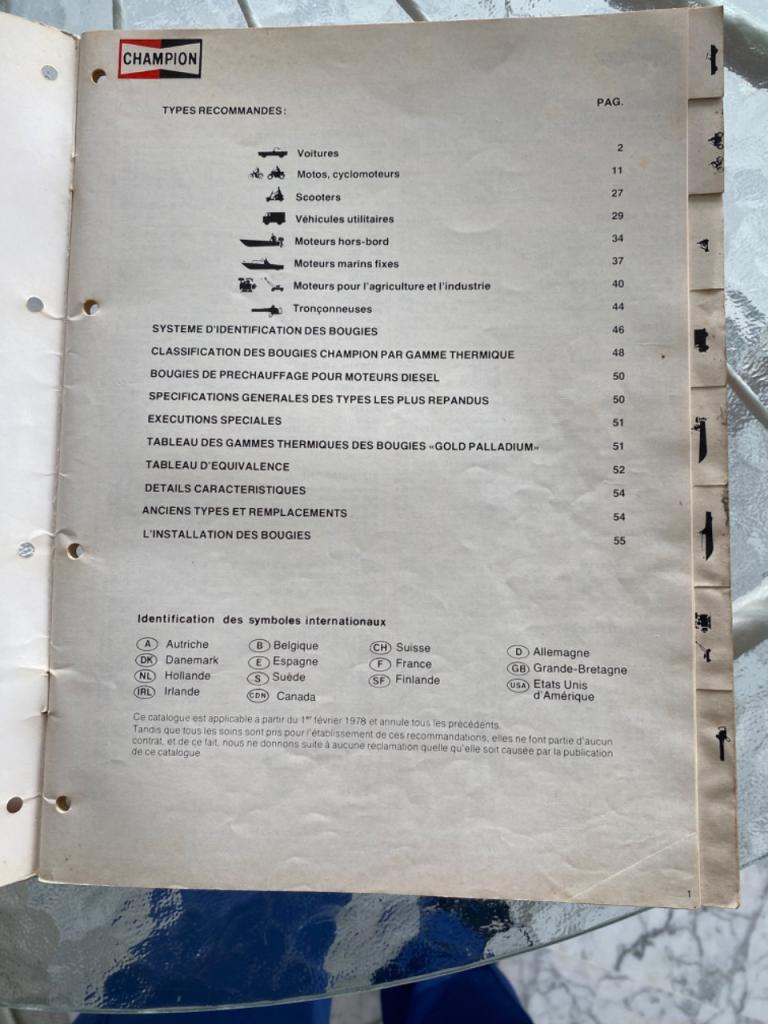 CHAMPION
TYPES RECOMMANDES: PAG.
Voitures 2
Motos, cyclomoteurs 11
Scooters 27
Véhicules utilitaires 29
Moteurs hors-bord 34
Moteurs marins fixes 37
Moteurs pour l'agriculture et l'industrie 40
Tronçonneuses 44
SYSTEME D'IDENTIFICATION DES BOUGIES 46
CLASSIFICATION DES BOUGIES CHAMPION PAR GAMME THERMIQUE 48
BOUGIES DE PRECHAUFFAGE POUR MOTEURS DIESEL 50
SPECIFICATIONS GENERALES DES TYPES LES PLUS REPANDUS 50
EXECUTIONS SPECIALES 51
TABLEAU DES GAMMES THERMIQUES DES BOUGIES «GOLD PALLADIUM» 51
TABLEAU D'EQUIVALENCE 52
DETAILS CARACTERISTIQUES 54
ANCIENS TYPES ET REMPLACEMENTS 54
L'INSTALLATION DES BOUGIES 55
Identification des symboles internationaux
A Autriche B Belgique CH Suisse D Allemagne
DK Danemark E Espagne F France GB Grande-Bretagne
NL Hollande S Suède SF Finlande USA Etats Unis
IRL Irlande CDN Canada d'Amérique
Ce catalogue est applicable à partir du 1er février 1978 et annule tous les précédents.
Tandis que tous les soins sont pris pour l'établissement de ces recommandations, elles ne font partie d'aucun
contrat, et de ce fait, nous ne donnons suite à aucune réclamation quelle qu'elle soit causée par la publication
de ce catalogue.
1